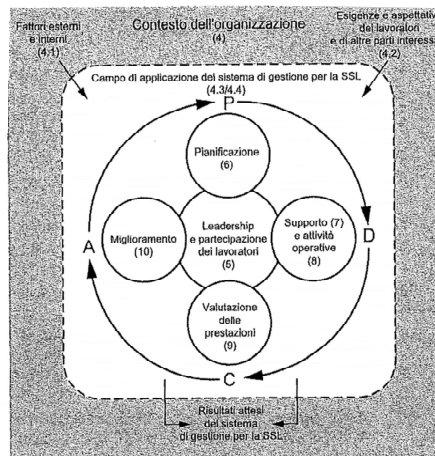 Fattori esterni
e interni
(4.1)
Contesto dell'organizzazione
(4)
Esigenze e aspettative
dei lavoratori
e di altre parti interess
(4.2)
Campo di applicazione del sistema di gestione per la SSL
(4.3/4.4)
P
Pianificazione
(6)
A
Miglioramento
(10)
Leadership
e partecipazione
dei lavoratori
(5)
Supporto (7)
e attività
operative
(8)
D
Valutazione
delle
prestazioni
(9)
C
Risultati attesi
del sistema
di gestione per la SSL